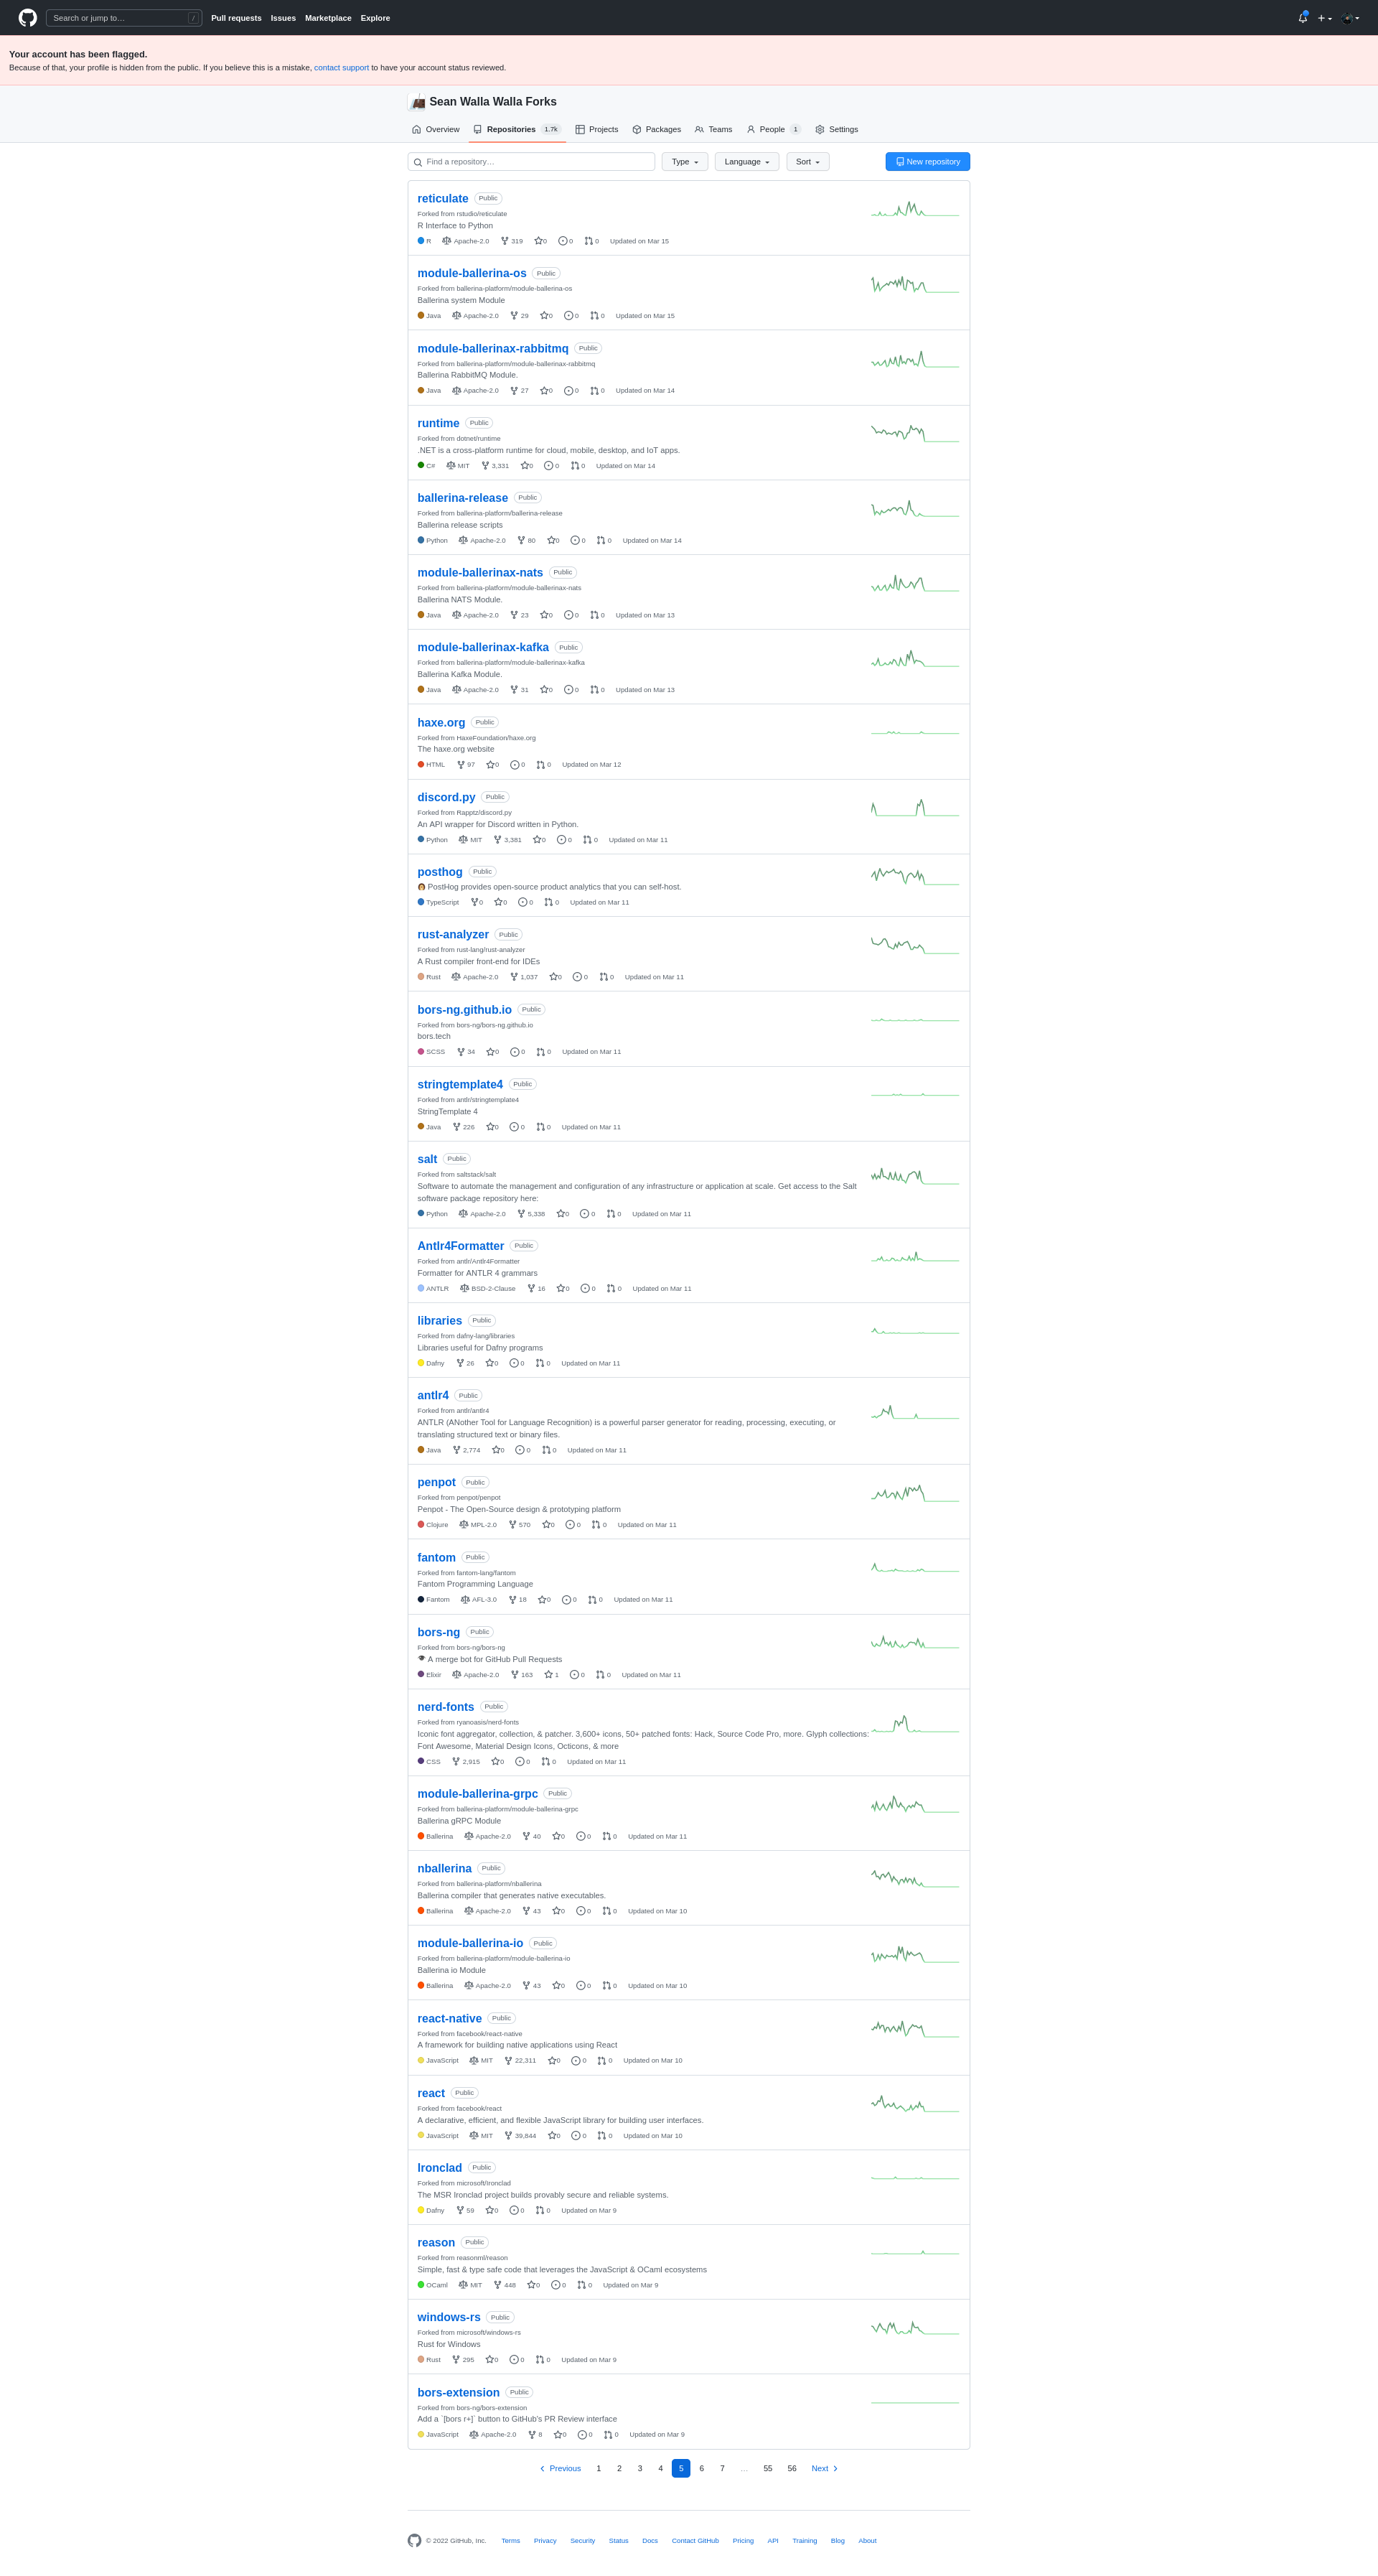 Search or jump to… /
Pull requests Issues Marketplace Explore
Your account has been flagged.
Because of that, your profile is hidden from the public. If you believe this is a mistake, contact support to have your account status reviewed.
Sean Walla Walla Forks
Overview Repositories 1.7k Projects Packages Teams People 1 Settings
Find a repository… Type Language Sort New repository
reticulate Public
Forked from rstudio/reticulate
R Interface to Python
R Apache-2.0 319 0 0 0 Updated on Mar 15
module-ballerina-os Public
Forked from ballerina-platform/module-ballerina-os
Ballerina system Module
Java Apache-2.0 29 0 0 0 Updated on Mar 15
module-ballerinax-rabbitmq Public
Forked from ballerina-platform/module-ballerinax-rabbitmq
Ballerina RabbitMQ Module.
Java Apache-2.0 27 0 0 0 Updated on Mar 14
runtime Public
Forked from dotnet/runtime
.NET is a cross-platform runtime for cloud, mobile, desktop, and IoT apps.
C# MIT 3,331 0 0 0 Updated on Mar 14
ballerina-release Public
Forked from ballerina-platform/ballerina-release
Ballerina release scripts
Python Apache-2.0 80 0 0 0 Updated on Mar 14
module-ballerinax-nats Public
Forked from ballerina-platform/module-ballerinax-nats
Ballerina NATS Module.
Java Apache-2.0 23 0 0 0 Updated on Mar 13
module-ballerinax-kafka Public
Forked from ballerina-platform/module-ballerinax-kafka
Ballerina Kafka Module.
Java Apache-2.0 31 0 0 0 Updated on Mar 13
haxe.org Public
Forked from HaxeFoundation/haxe.org
The haxe.org website
HTML 97 0 0 0 Updated on Mar 12
discord.py Public
Forked from Rapptz/discord.py
An API wrapper for Discord written in Python.
Python MIT 3,381 0 0 0 Updated on Mar 11
posthog Public
PostHog provides open-source product analytics that you can self-host.
TypeScript 0 0 0 0 Updated on Mar 11
rust-analyzer Public
Forked from rust-lang/rust-analyzer
A Rust compiler front-end for IDEs
Rust Apache-2.0 1,037 0 0 0 Updated on Mar 11
bors-ng.github.io Public
Forked from bors-ng/bors-ng.github.io
bors.tech
SCSS 34 0 0 0 Updated on Mar 11
stringtemplate4 Public
Forked from antlr/stringtemplate4
StringTemplate 4
Java 226 0 0 0 Updated on Mar 11
salt Public
Forked from saltstack/salt
Software to automate the management and configuration of any infrastructure or application at scale. Get access to the Salt
software package repository here:
Python Apache-2.0 5,338 0 0 0 Updated on Mar 11
Antlr4Formatter Public
Forked from antlr/Antlr4Formatter
Formatter for ANTLR 4 grammars
ANTLR BSD-2-Clause 16 0 0 0 Updated on Mar 11
libraries Public
Forked from dafny-lang/libraries
Libraries useful for Dafny programs
Dafny 26 0 0 0 Updated on Mar 11
antlr4 Public
Forked from antlr/antlr4
ANTLR (ANother Tool for Language Recognition) is a powerful parser generator for reading, processing, executing, or
translating structured text or binary files.
Java 2,774 0 0 0 Updated on Mar 11
penpot Public
Forked from penpot/penpot
Penpot - The Open-Source design & prototyping platform
Clojure MPL-2.0 570 0 0 0 Updated on Mar 11
fantom Public
Forked from fantom-lang/fantom
Fantom Programming Language
Fantom AFL-3.0 18 0 0 0 Updated on Mar 11
bors-ng Public
Forked from bors-ng/bors-ng
A merge bot for GitHub Pull Requests
Elixir Apache-2.0 163 1 0 0 Updated on Mar 11
nerd-fonts Public
Forked from ryanoasis/nerd-fonts
Iconic font aggregator, collection, & patcher. 3,600+ icons, 50+ patched fonts: Hack, Source Code Pro, more. Glyph collections:
Font Awesome, Material Design Icons, Octicons, & more
CSS 2,915 0 0 0 Updated on Mar 11
module-ballerina-grpc Public
Forked from ballerina-platform/module-ballerina-grpc
Ballerina gRPC Module
Ballerina Apache-2.0 40 0 0 0 Updated on Mar 11
nballerina Public
Forked from ballerina-platform/nballerina
Ballerina compiler that generates native executables.
Ballerina Apache-2.0 43 0 0 0 Updated on Mar 10
module-ballerina-io Public
Forked from ballerina-platform/module-ballerina-io
Ballerina io Module
Ballerina Apache-2.0 43 0 0 0 Updated on Mar 10
react-native Public
Forked from facebook/react-native
A framework for building native applications using React
JavaScript MIT 22,311 0 0 0 Updated on Mar 10
react Public
Forked from facebook/react
A declarative, efficient, and flexible JavaScript library for building user interfaces.
JavaScript MIT 39,844 0 0 0 Updated on Mar 10
Ironclad Public
Forked from microsoft/Ironclad
The MSR Ironclad project builds provably secure and reliable systems.
Dafny 59 0 0 0 Updated on Mar 9
reason Public
Forked from reasonml/reason
Simple, fast & type safe code that leverages the JavaScript & OCaml ecosystems
OCaml MIT 448 0 0 0 Updated on Mar 9
windows-rs Public
Forked from microsoft/windows-rs
Rust for Windows
Rust 295 0 0 0 Updated on Mar 9
bors-extension Public
Forked from bors-ng/bors-extension
Add a `[bors r+]` button to GitHub's PR Review interface
JavaScript Apache-2.0 8 0 0 0 Updated on Mar 9
Previous 1 2 3 4 5 6 7 … 55 56 Next
© 2022 GitHub, Inc. Terms Privacy Security Status Docs Contact GitHub Pricing API Training Blog About